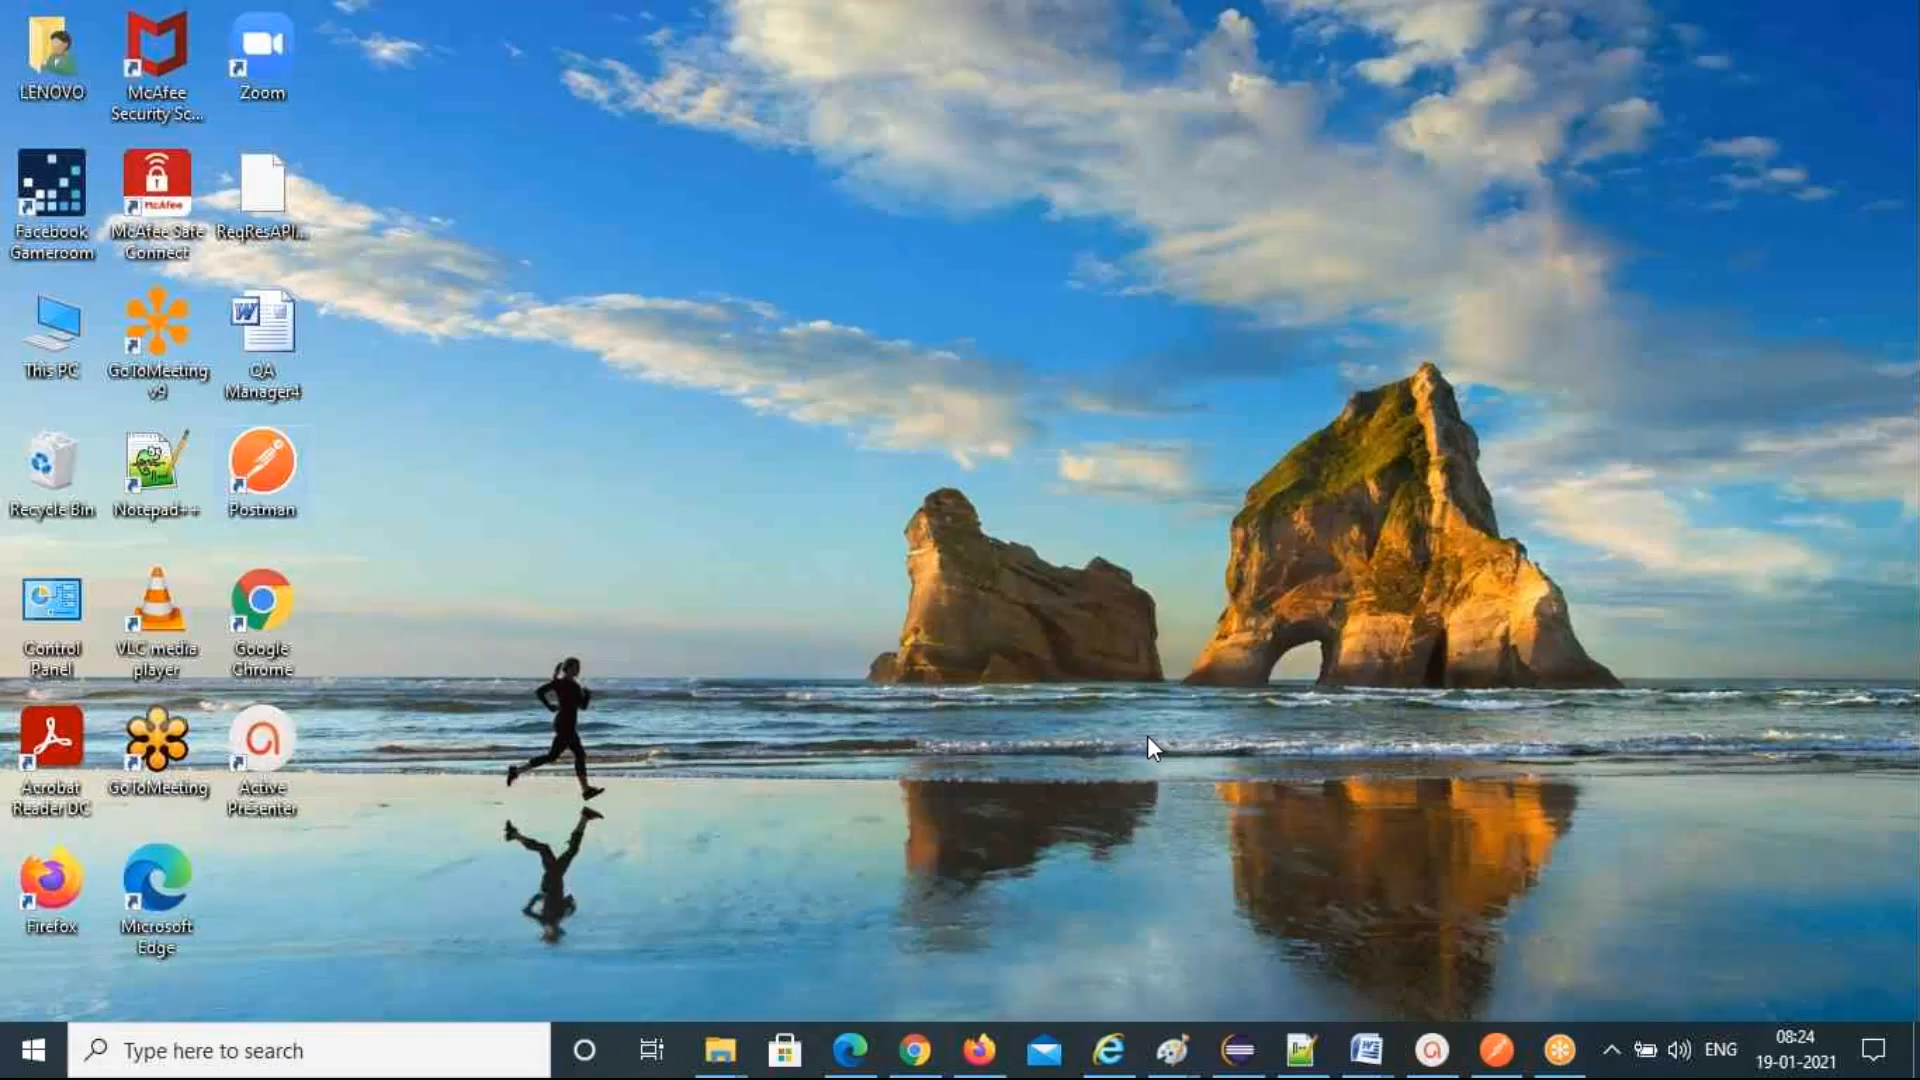 LENOVO
McAfee
Security Sc...
Zoom
Facebook
Gameroom
McAfee
McAfee Safe
Connect
ReqResAPI...
This PC
GoToMeeting
v9
W
QA
Manager4
Recycle Bin
Notepad++
Postman
Control
Panel
VLC media
player
Google
Chrome
Acrobat
Reader DC
GoToMeeting
Active
Presenter
Firefox
Microsoft
Edge
Type here to search
ENG
08:24
19-01-2021